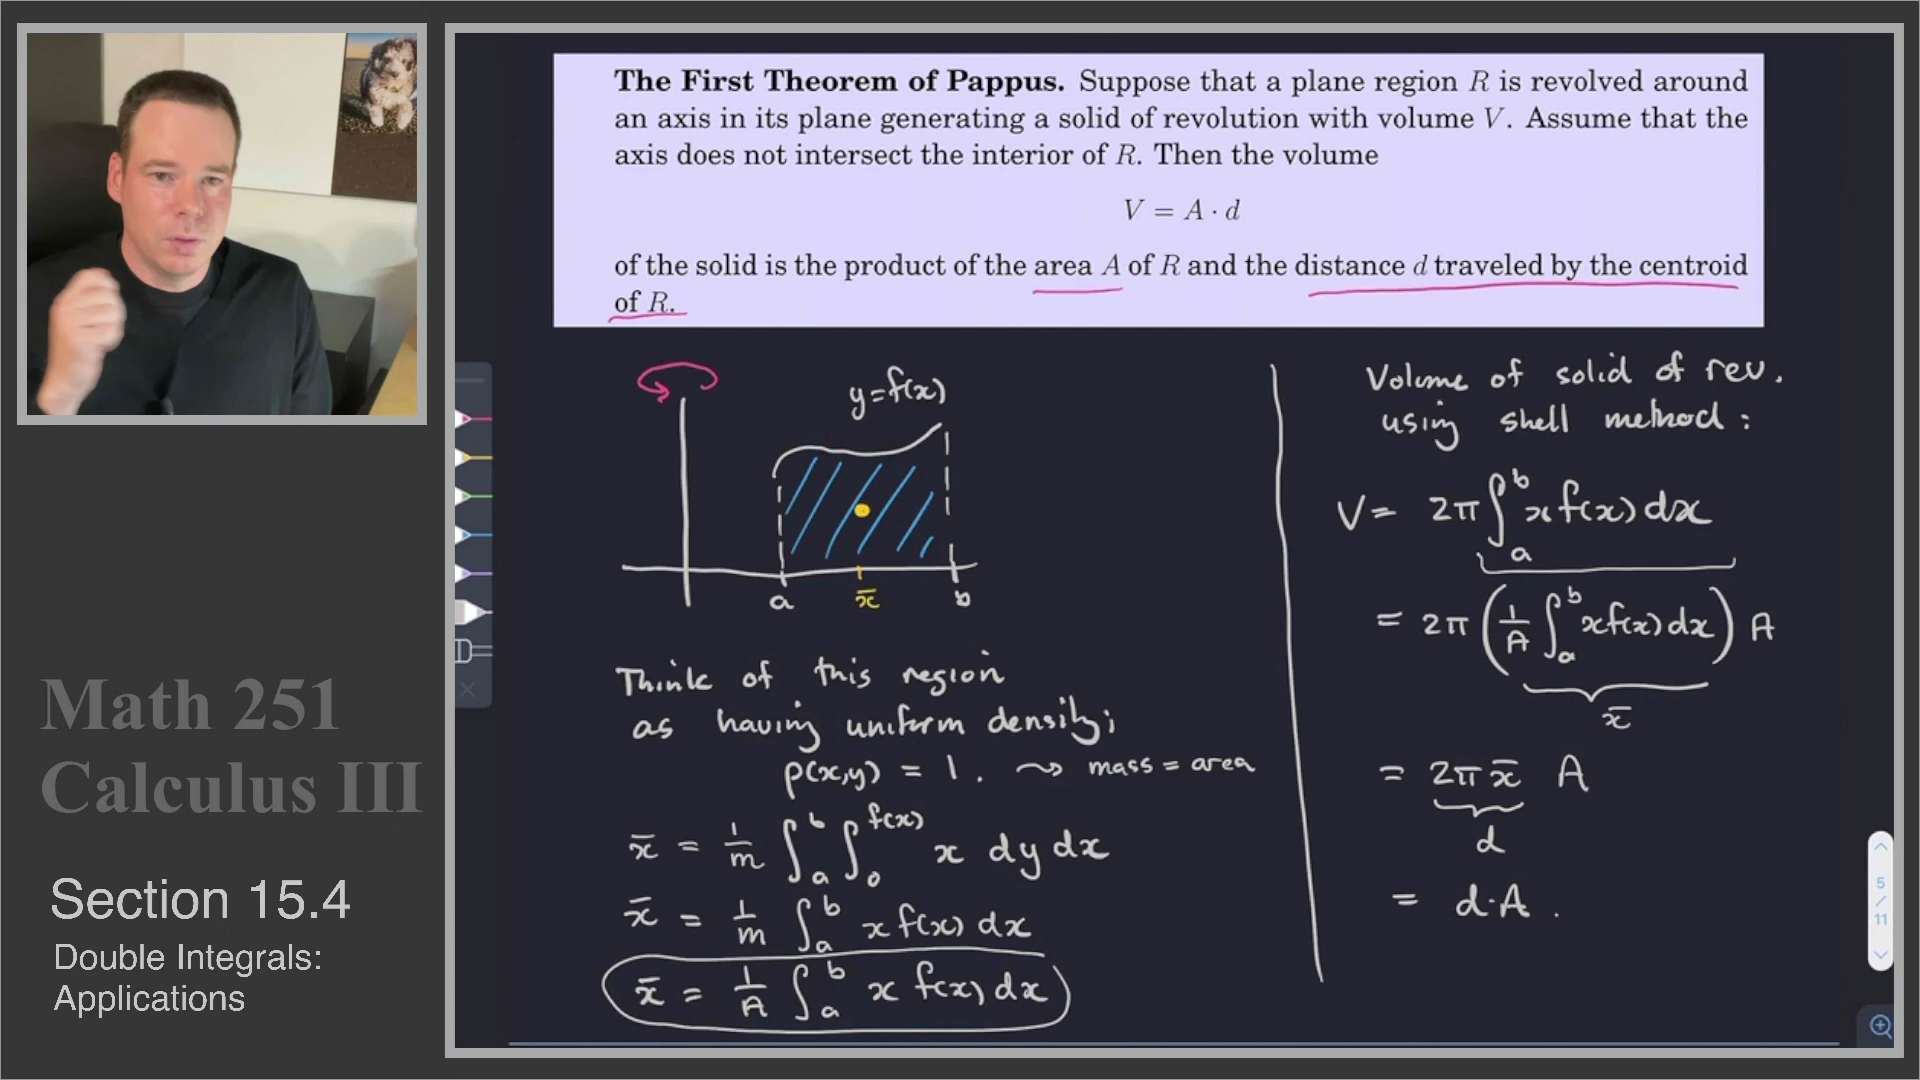 The First Theorem of Pappus. Suppose that a plane region R is revolved around
an axis in its plane generating a solid of revolution with volume V. Assume that the
axis does not intersect the interior of R. Then the volume
V = A · d
of the solid is the product of the area A of R and the distance d traveled by the centroid
of R.
y=f(x)
a
x̄
b
Think of this region
as having uniform density;
ρ(x,y) = 1. ⇝ mass = area
x̄ = 1/m ∫_a^b ∫_0^f(x) x dy dx
x̄ = 1/m ∫_a^b x f(x) dx
x̄ = 1/A ∫_a^b x f(x) dx
Volume of solid of rev.
using shell method:
V = 2π ∫_a^b x f(x) dx
= 2π (1/A ∫_a^b x f(x) dx) A
x̄
= 2π x̄ A
d
= d·A.
Math 251
Calculus III
Section 15.4
Double Integrals:
Applications
5
/
11